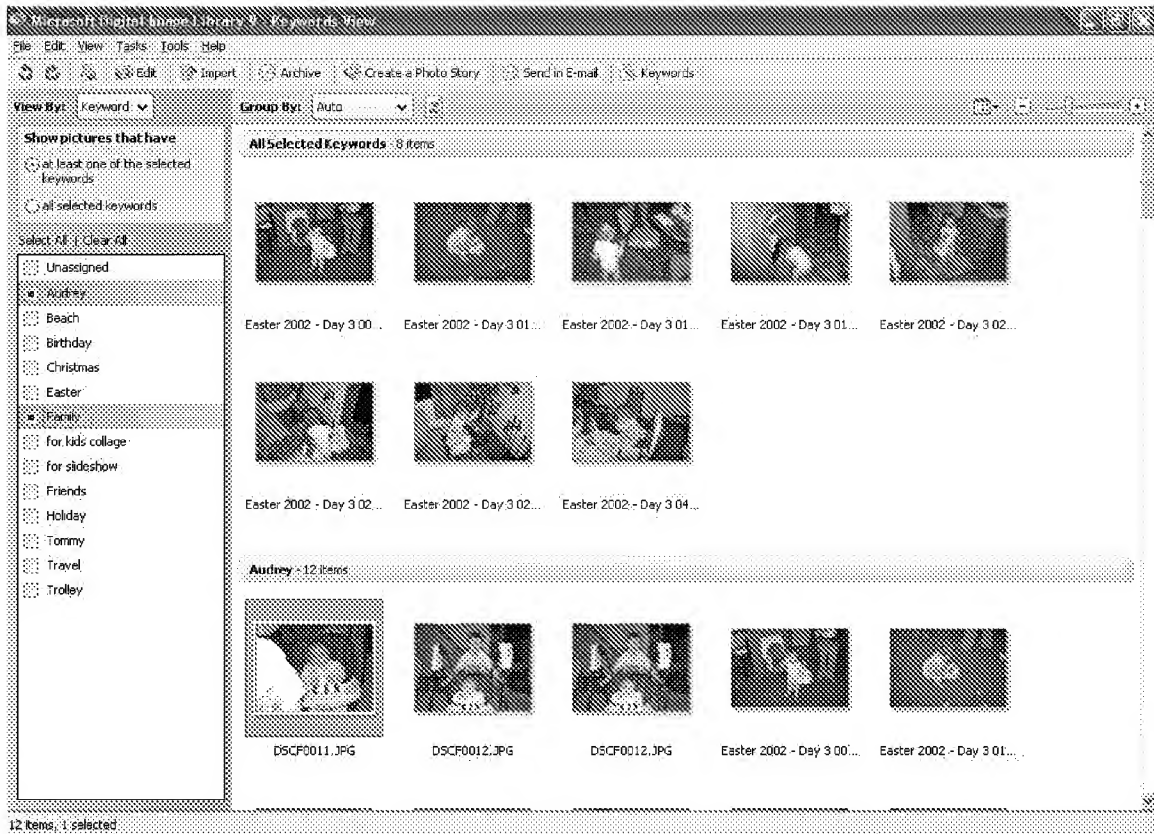 Microsoft Digital Image Library 9 - Keywords View
File Edit View Tasks Tools Help
Edit Import Archive Create a Photo Story Send in E-mail Keywords
View By: Keyword
Group By: Auto
Show pictures that have
at least one of the selected
keywords
all selected keywords
Select All | Clear All
Unassigned
Audrey
Beach
Birthday
Christmas
Easter
Family
for kids collage
for slideshow
Friends
Holiday
Tommy
Travel
Trolley
All Selected Keywords - 8 items
Easter 2002 - Day 3 00... Easter 2002 - Day 3 01... Easter 2002 - Day 3 01... Easter 2002 - Day 3 01... Easter 2002 - Day 3 02...
Easter 2002 - Day 3 02... Easter 2002 - Day 3 02... Easter 2002 - Day 3 04...
Audrey - 12 items
DSCF0011.JPG DSCF0012.JPG DSCF0012.JPG Easter 2002 - Day 3 00... Easter 2002 - Day 3 01...
12 items, 1 selected